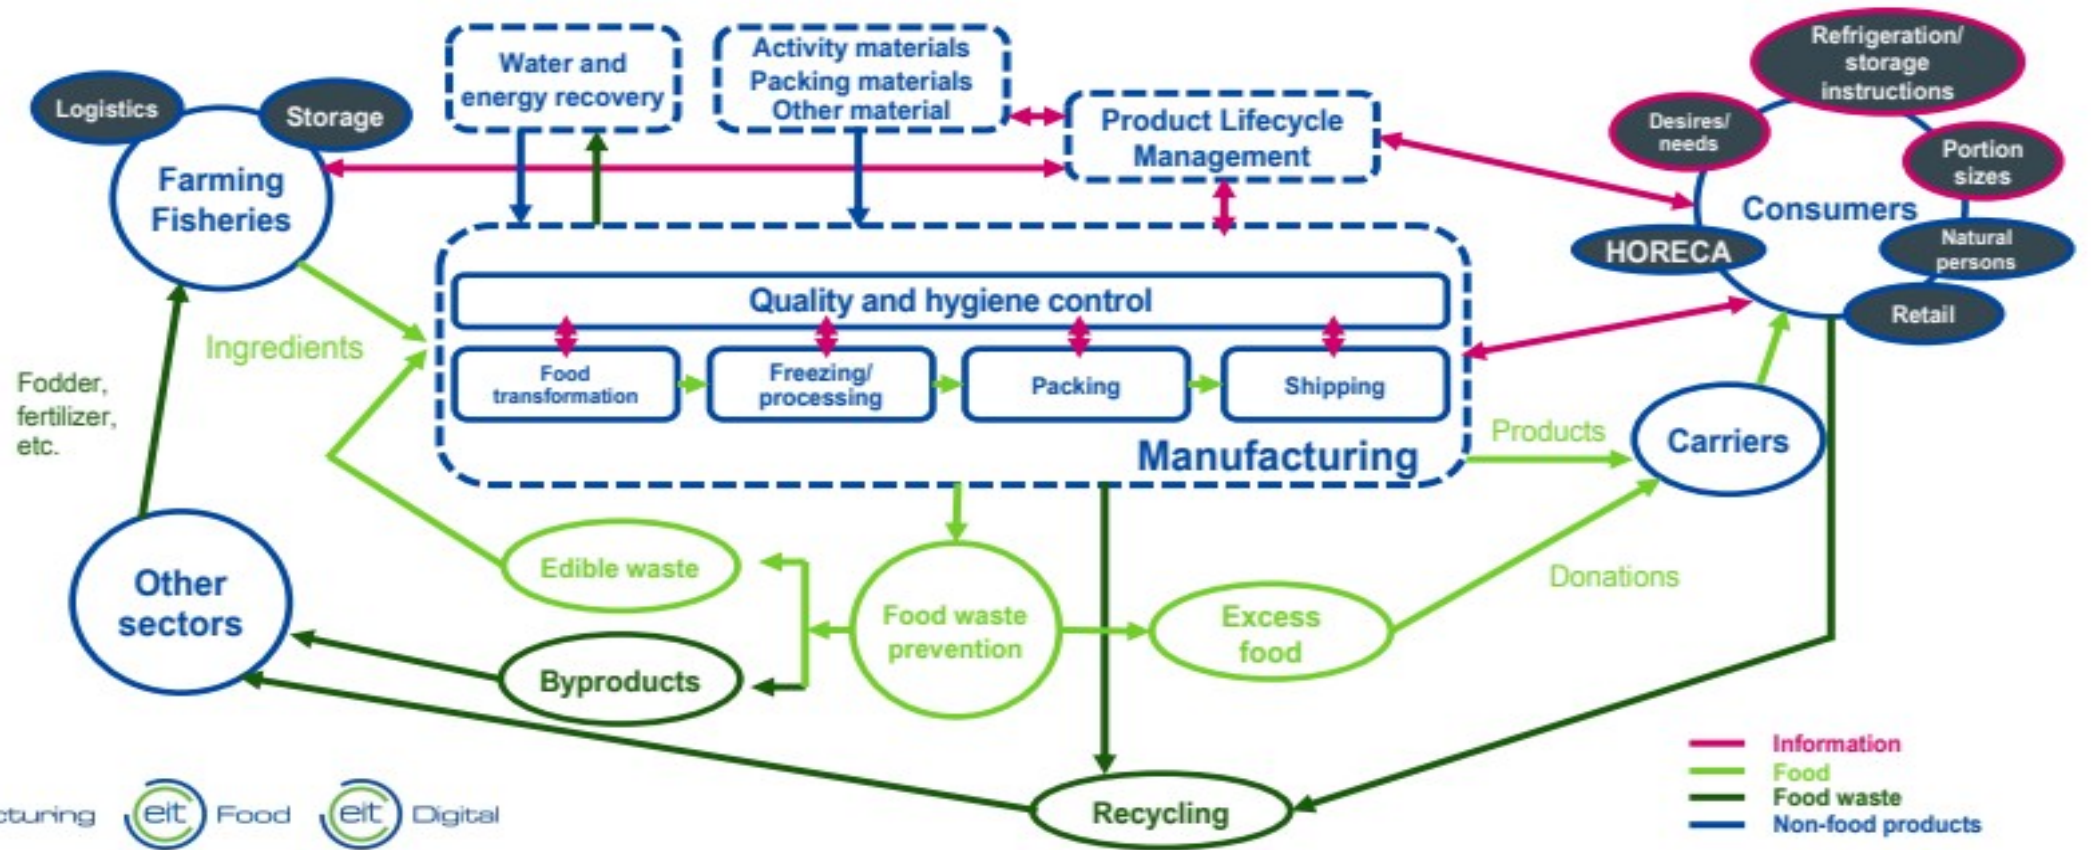 Logistics
Storage
Farming
Fisheries
Water and
energy recovery
Activity materials
Packing materials
Other material
Product Lifecycle
Management
Refrigeration/
storage
instructions
Desires/
needs
Portion
sizes
Consumers
HORECA
Natural
persons
Retail
Quality and hygiene control
Food
transformation
Freezing/
processing
Packing
Shipping
Manufacturing
Ingredients
Fodder,
fertilizer,
etc.
Products
Carriers
Donations
Other
sectors
Edible waste
Byproducts
Food waste
prevention
Excess
food
Recycling
Information
Food
Food waste
Non-food products
cturing
eit Food
eit Digital